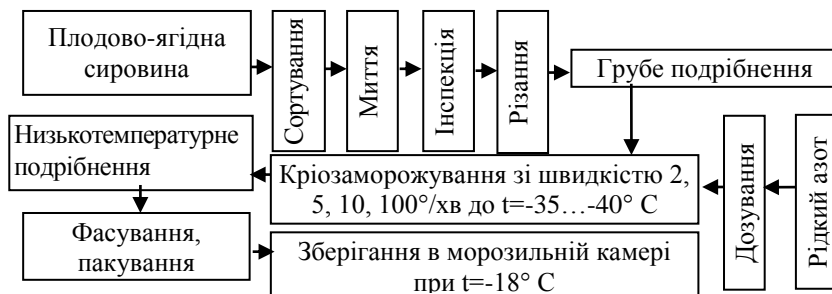 Плодово-ягідна
сировина
Сортування
Миття
Інспекція
Різання
Грубе подрібнення
Низькотемпературне
подрібнення
Кріозаморожування зі швидкістю 2,
5, 10, 100°/хв до t=-35…-40° С
Дозування
Рідкий азот
Фасування,
пакування
Зберігання в морозильній камері
при t=-18° С